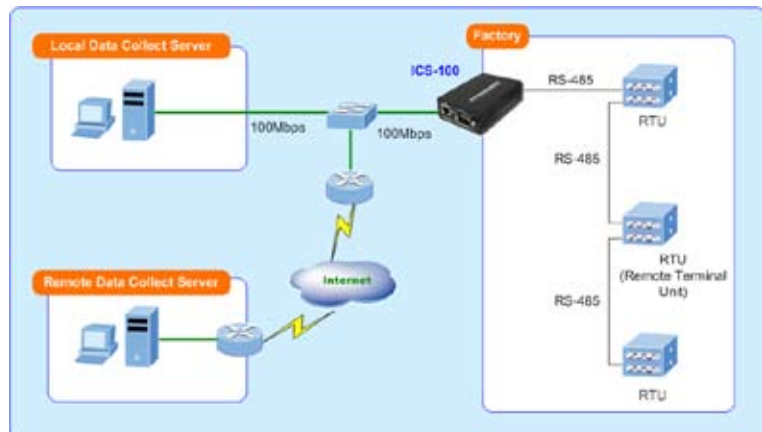 Local Data Collect Server
Factory
ICS-100
RS-485
RTU
100Mbps
100Mbps
RS-485
RTU
(Remote Terminal
Unit)
Internet
Remote Data Collect Server
RS-485
RTU